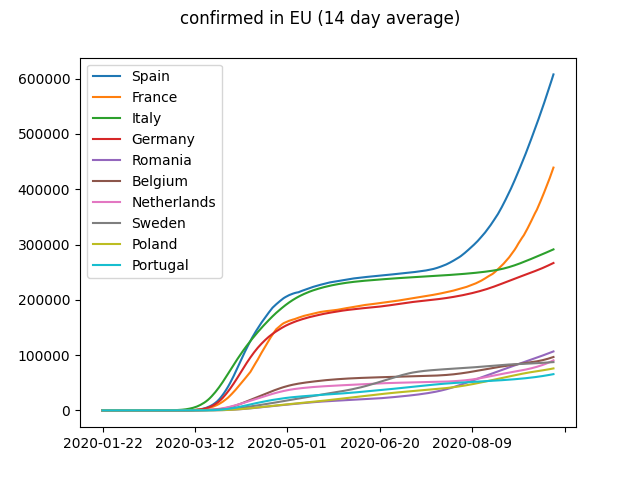 confirmed in EU (14 day average)
600000
500000
400000
300000
200000
100000
0
Spain
France
Italy
Germany
Romania
Belgium
Netherlands
Sweden
Poland
Portugal
2020-01-22 2020-03-12 2020-05-01 2020-06-20 2020-08-09